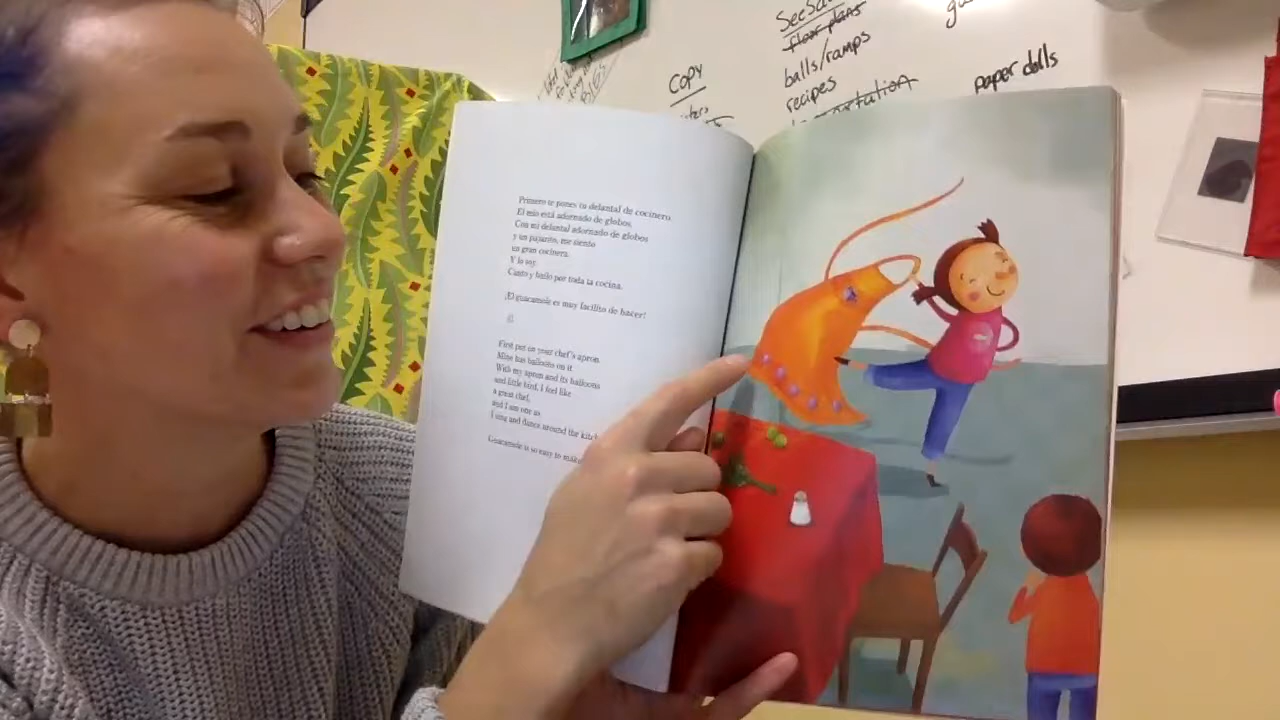 SeeSaw
floor plans
balls/ramps
recipes
Copy
paper dolls
Primero te pones tu delantal de cocinero.
El mío está adornado de globos.
Con mi delantal adornado de globos
y un pajarito, me siento
un gran cocinera.
Y lo soy.
Canto y bailo por toda la cocina.
¡El guacamole es muy facilito de hacer!
First put on your chef's apron.
Mine has balloons on it.
With my apron and its balloons
and little bird, I feel like
a great chef,
and I am one as
I sing and dance around the kitch
Guacamole is so easy to make